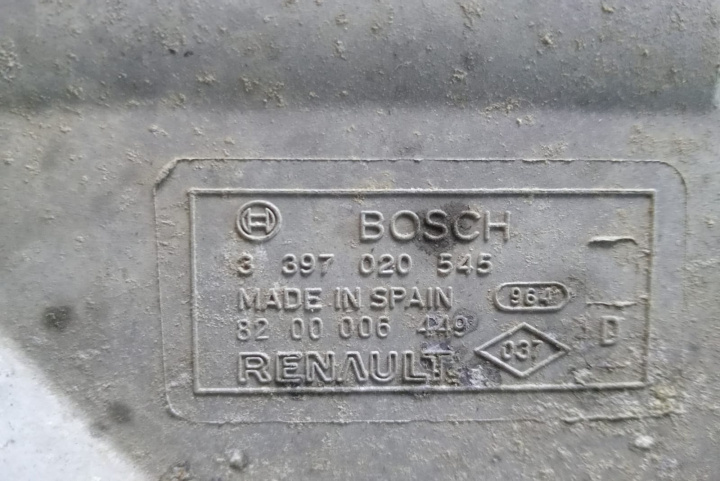 BOSCH
3 397 020 545
MADE IN SPAIN 964
82 00 006 449
RENAULT 037 D